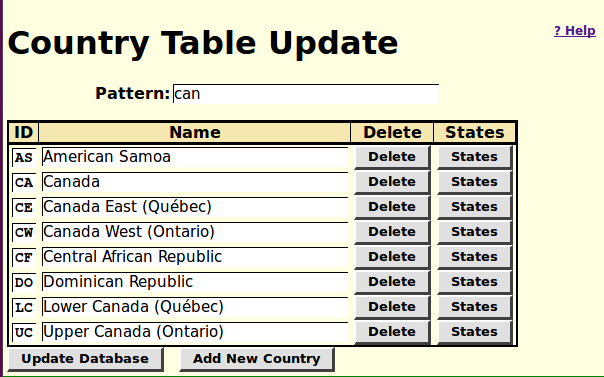 Country Table Update
? Help
Pattern: can
ID Name Delete States
AS American Samoa Delete States
CA Canada Delete States
CE Canada East (Québec) Delete States
CW Canada West (Ontario) Delete States
CF Central African Republic Delete States
DO Dominican Republic Delete States
LC Lower Canada (Québec) Delete States
UC Upper Canada (Ontario) Delete States
Update Database Add New Country